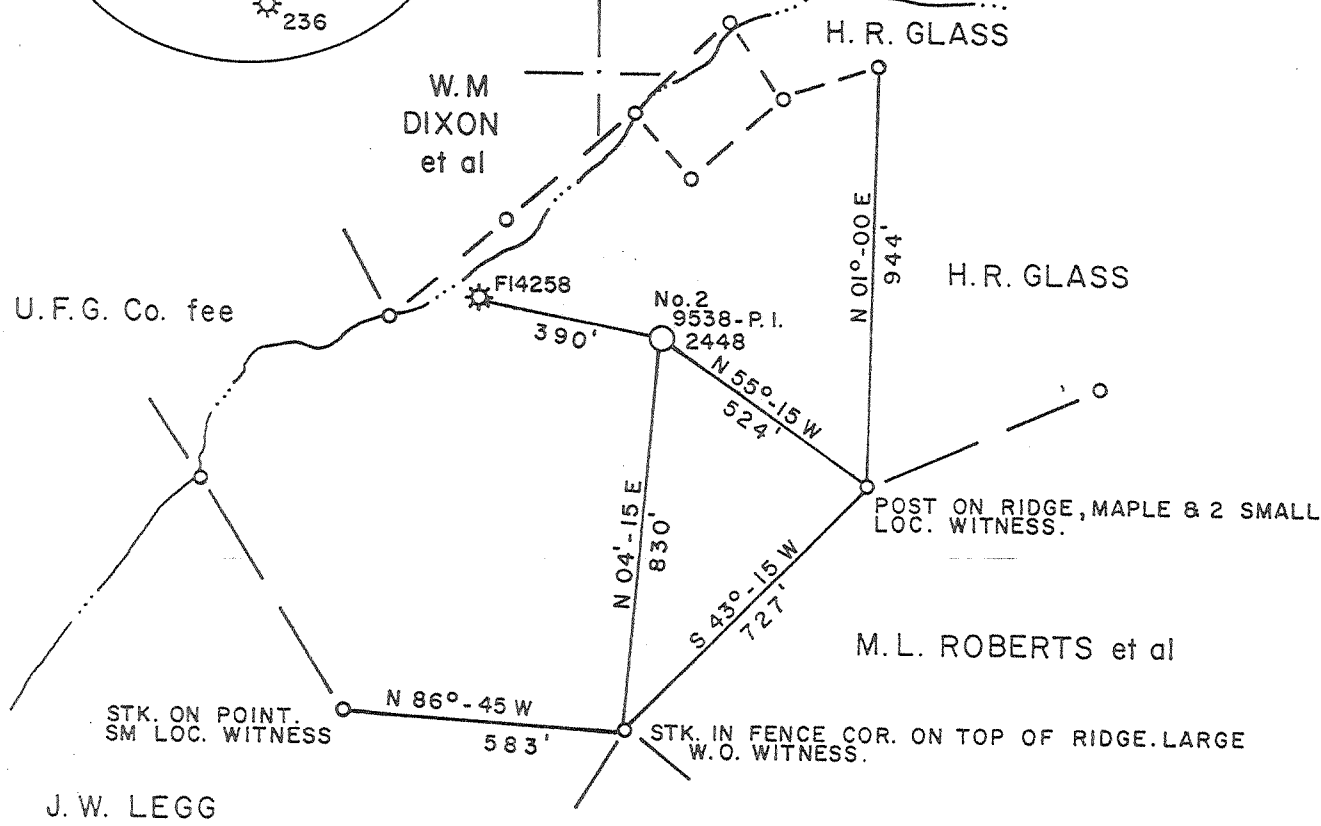 236
H. R. GLASS
W. M
DIXON
et al
N 01°-00 E
944'
H.R. GLASS
U.F.G. Co. fee
F14258
No. 2
9538-P.I.
2448
390'
N 55°-15 W
524'
POST ON RIDGE, MAPLE & 2 SMALL
LOC. WITNESS.
N 04'-15 E
830'
S 43°-15 W
727'
M.L. ROBERTS et al
N 86°-45 W
583'
STK. ON POINT.
SM LOC. WITNESS
STK. IN FENCE COR. ON TOP OF RIDGE. LARGE
W.O. WITNESS.
J. W. LEGG